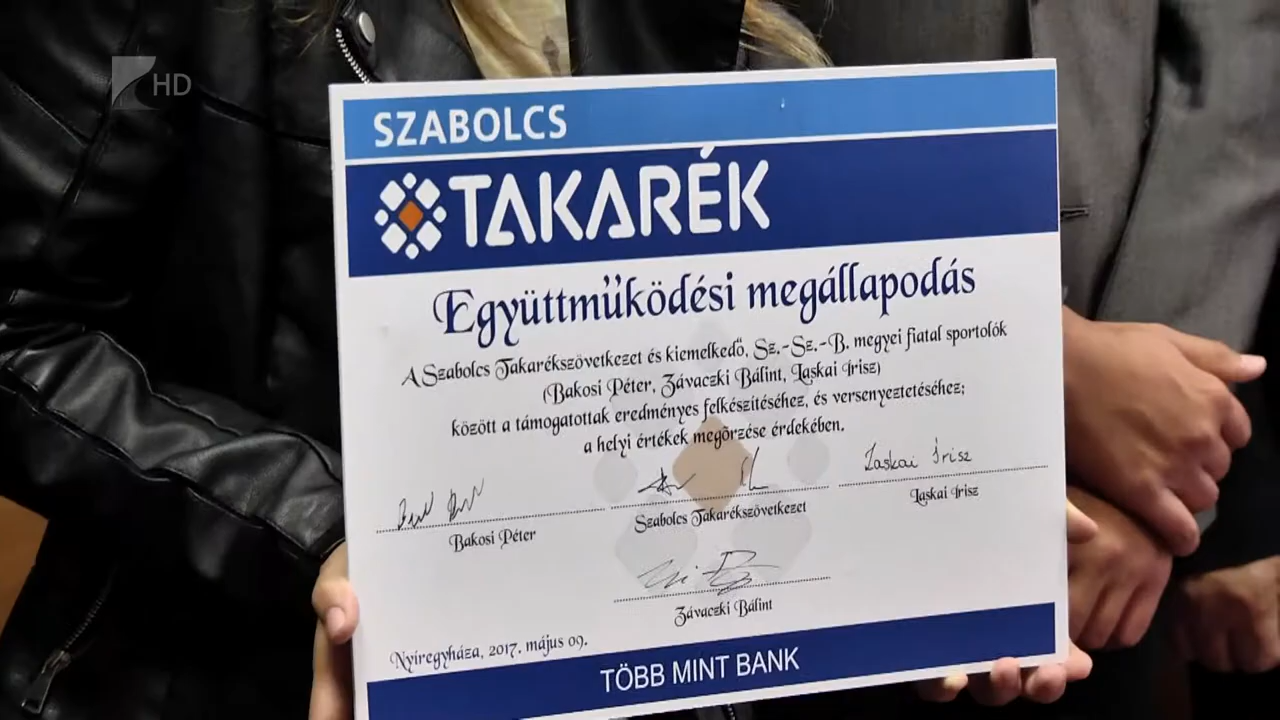 HD
SZABOLCS
TAKARÉK
Együttműködési megállapodás
A Szabolcs Takarékszövetkezet és kiemelkedő, Sz.-Sz.-B. megyei fiatal sportolók
(Bakosi Péter, Závaczki Bálint, Laskai Írisz)
között a támogatottak eredményes felkészítéséhez, és versenyeztetéséhez;
a helyi értékek megőrzése érdekében.
Laskai Írisz
Bakosi Péter
Szabolcs Takarékszövetkezet
Laskai Írisz
Závaczki Bálint
Nyíregyháza, 2017. május 09.
TÖBB MINT BANK